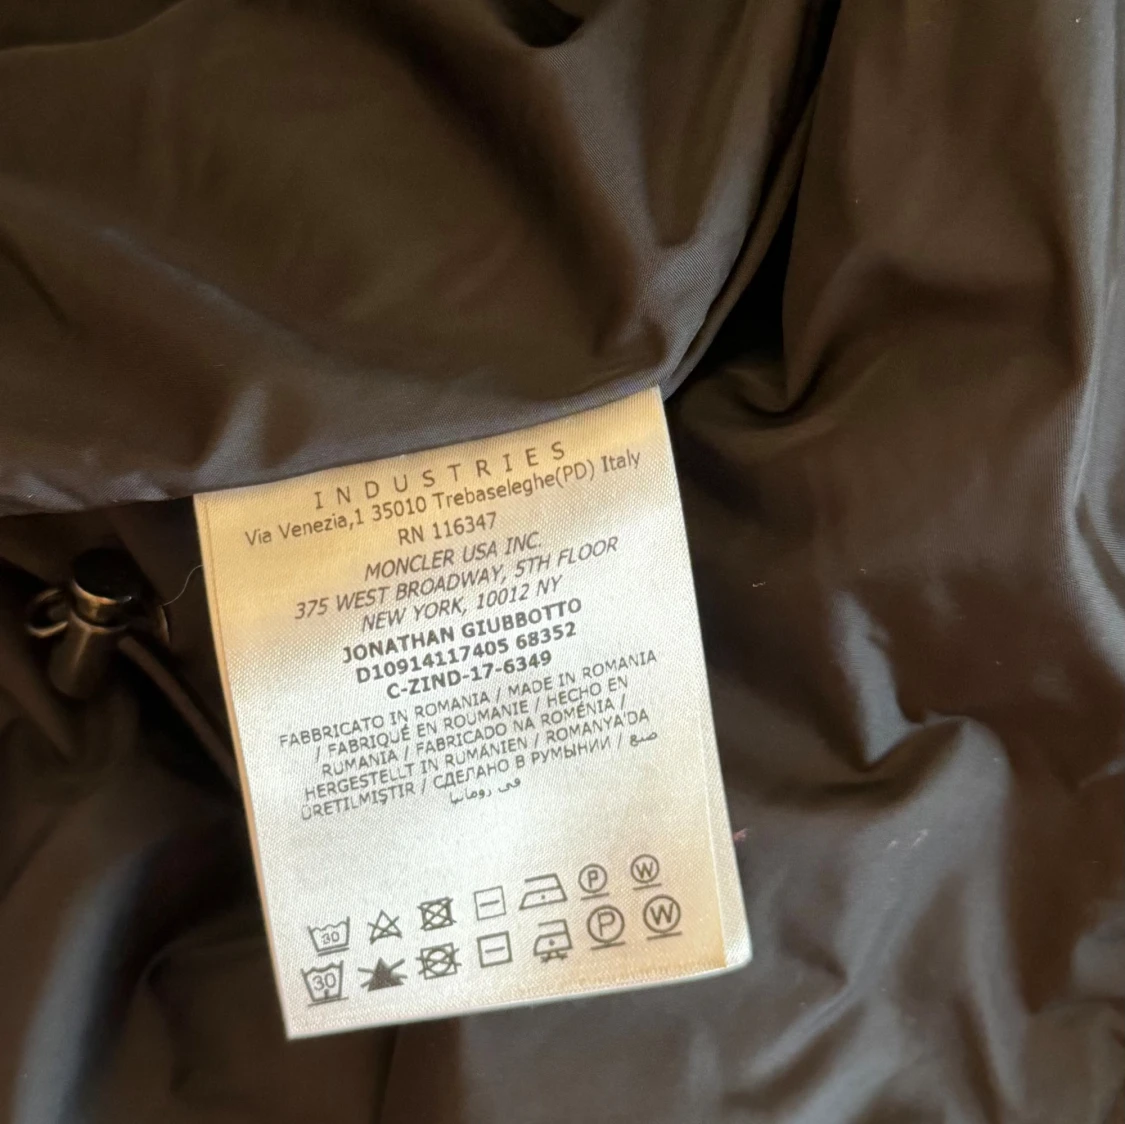 INDUSTRIES
Via Venezia,1 35010 Trebaseleghe(PD) Italy
RN 116347
MONCLER USA INC.
375 WEST BROADWAY, 5TH FLOOR
NEW YORK, 10012 NY
JONATHAN GIUBBOTTO
D10914117405 68352
C-ZIND-17-6349
FABBRICATO IN ROMANIA / MADE IN ROMANIA
/ FABRIQUÉ EN ROUMANIE / HECHO EN
RUMANIA / FABRICADO NA ROMÉNIA /
HERGESTELLT IN RUMÄNIEN / ROMANYA'DA
ÜRETILMIŞTIR / СДЕЛАНО В РУМЫНИИ / صنع
في رومانيا
30 P W
30 P W